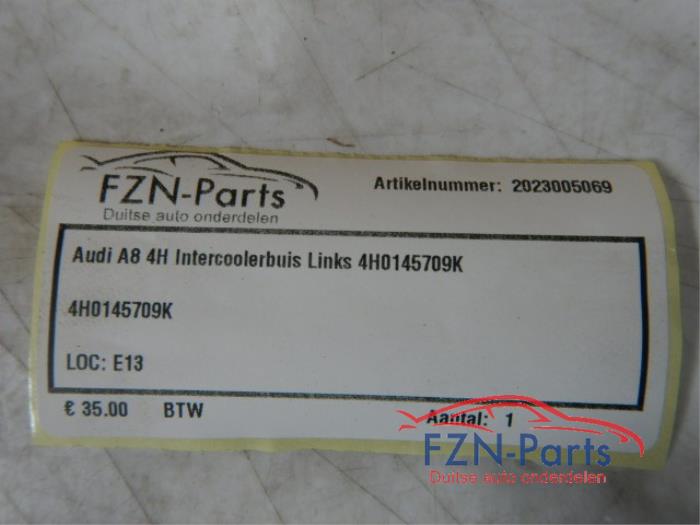 FZN-Parts
Duitse auto onderdelen
Artikelnummer: 2023005069
Audi A8 4H Intercoolerbuis Links 4H0145709K
4H0145709K
LOC: E13
€ 35.00 BTW
Aantal: 1
FZN-Parts
Duitse auto onderdelen